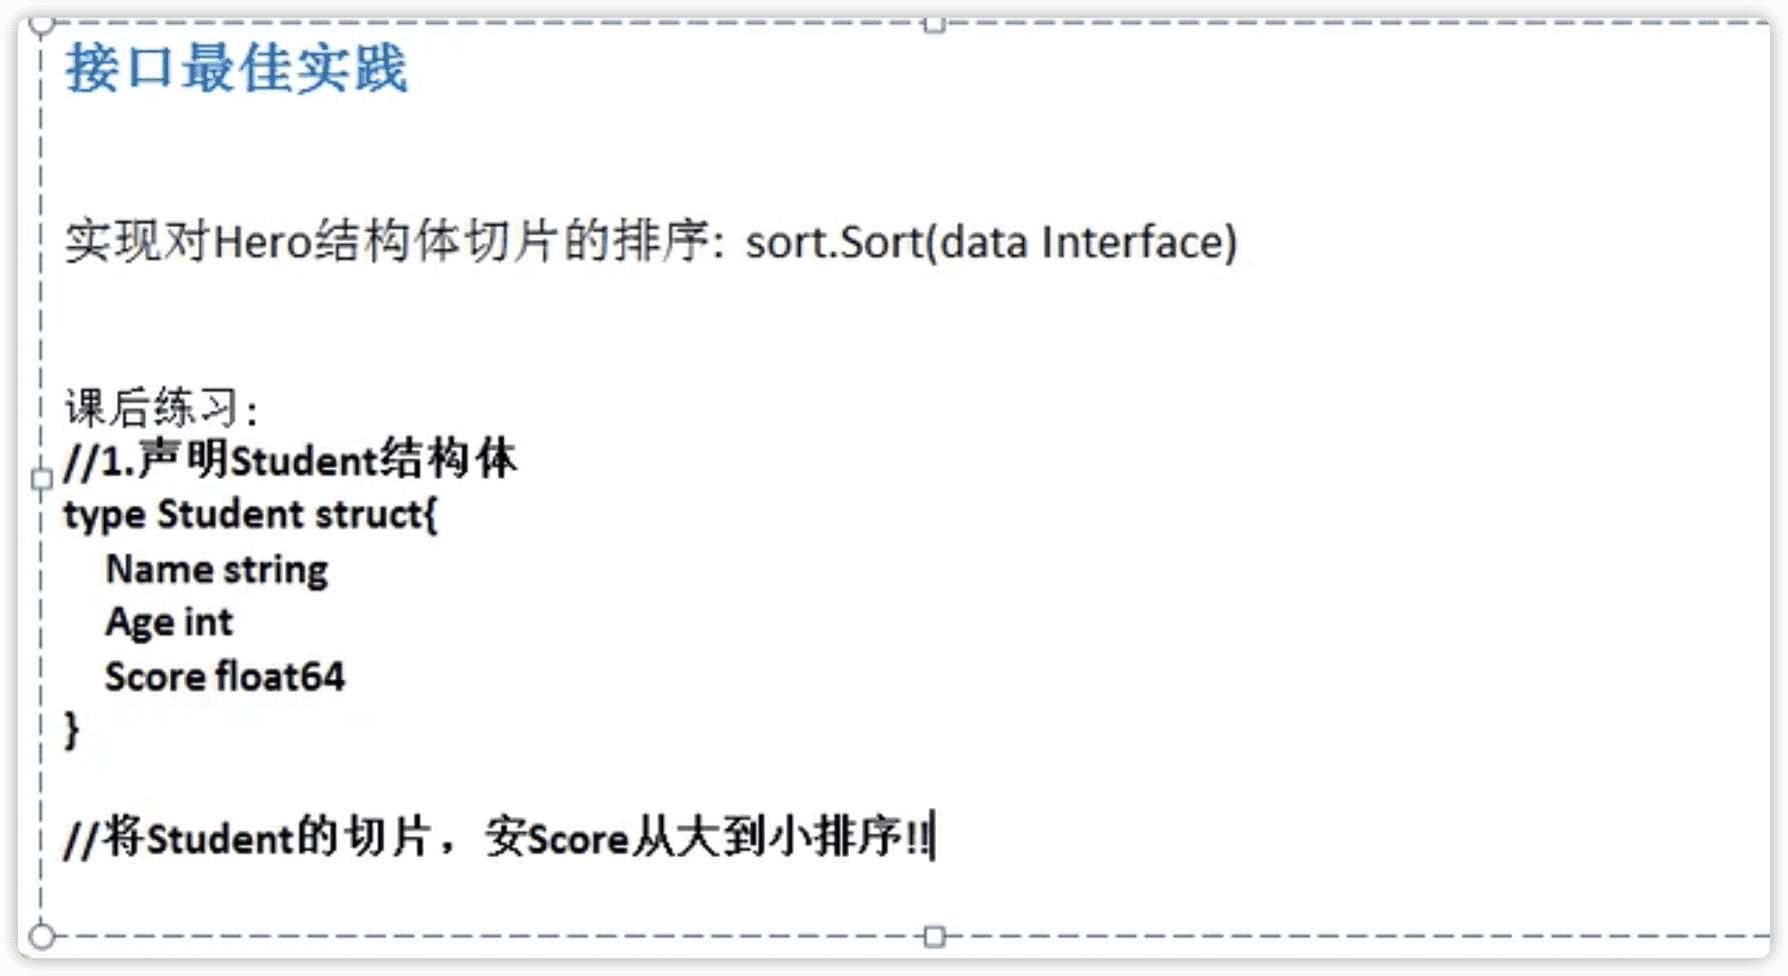 接口最佳实践
实现对Hero结构体切片的排序: sort.Sort(data Interface)
课后练习:
//1.声明Student结构体
type Student struct{
Name string
Age int
Score float64
}
//将Student的切片，安Score从大到小排序!!